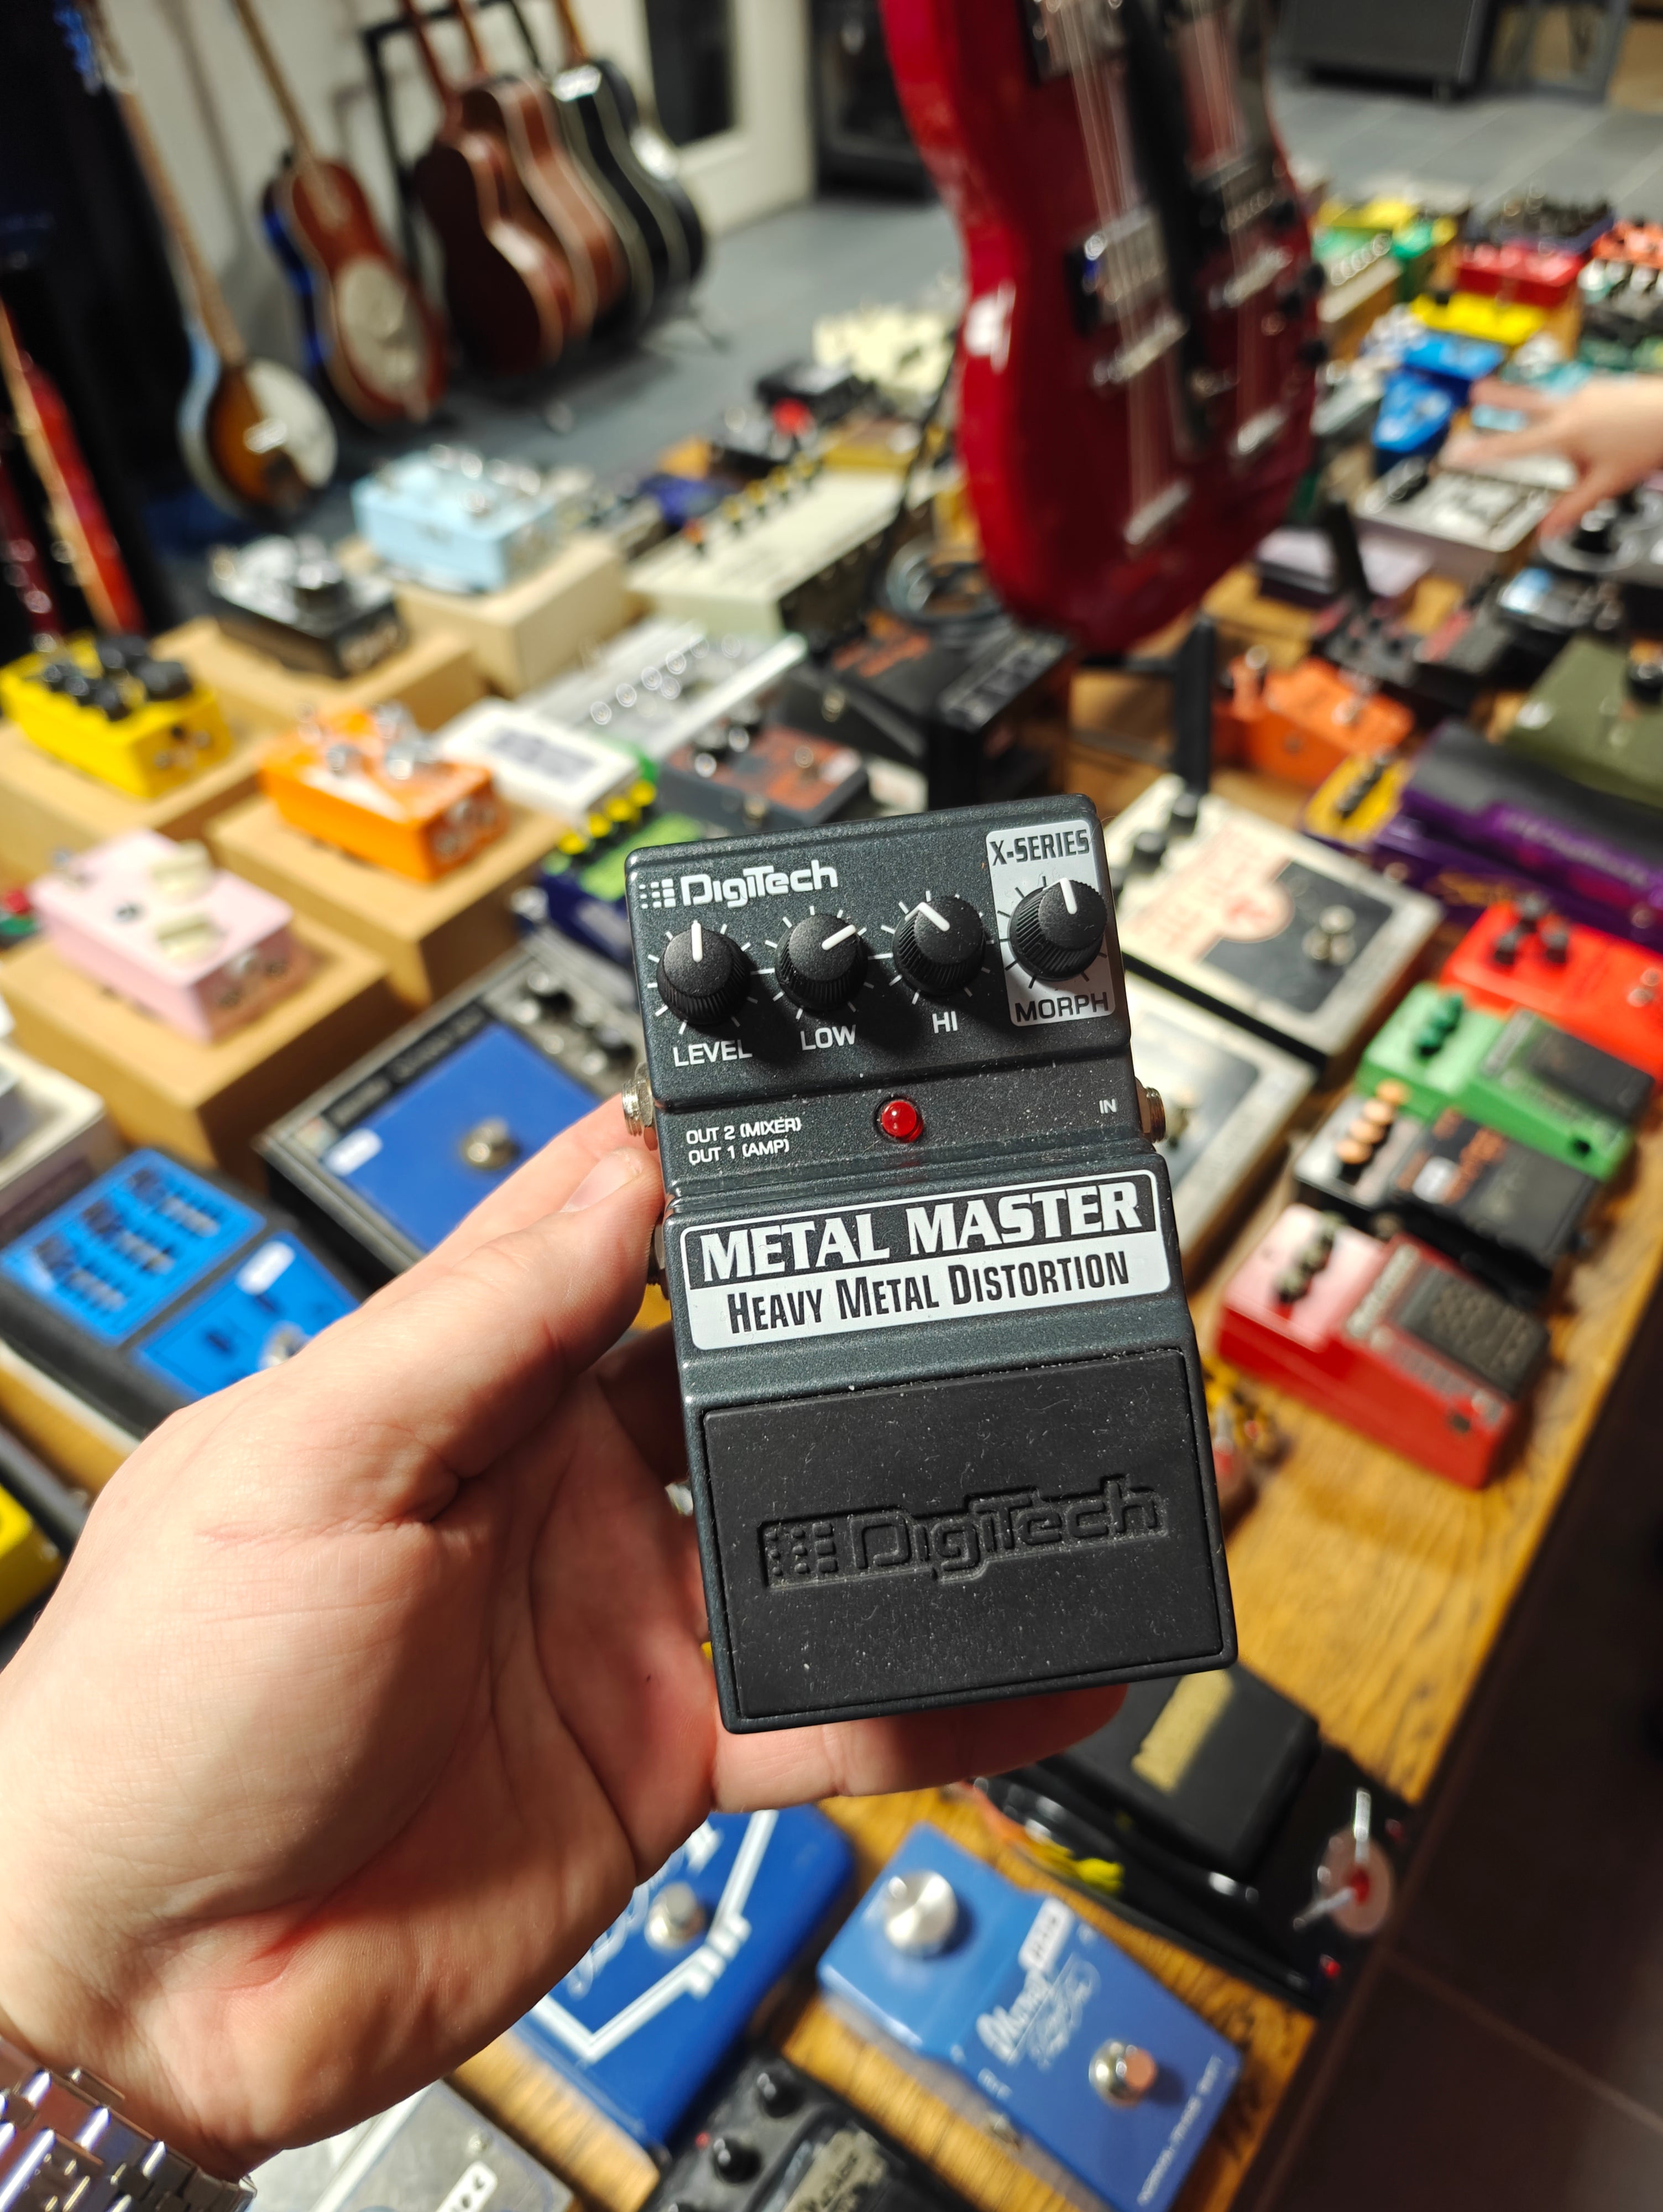 DigiTech
X-SERIES
LEVEL
LOW
HI
MORPH
OUT 2 (MIXER)
OUT 1 (AMP)
IN
METAL MASTER
HEAVY METAL DISTORTION
DigiTech